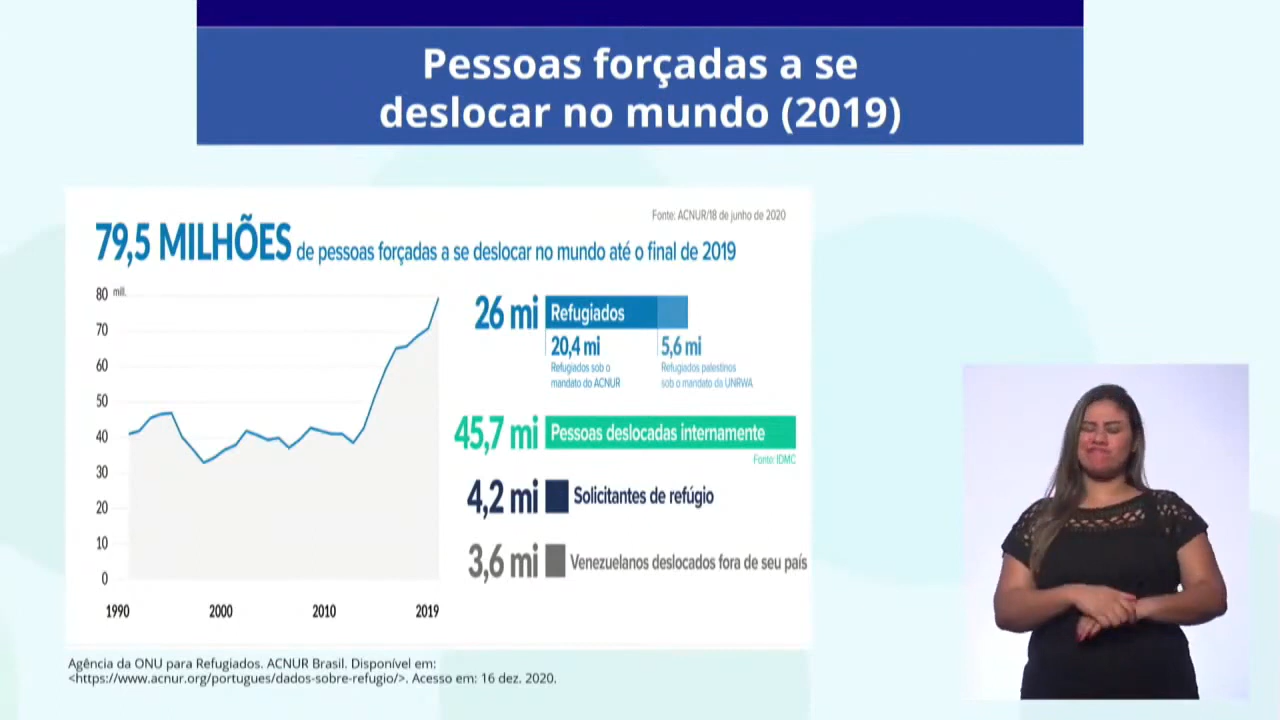 Pessoas forçadas a se
deslocar no mundo (2019)
Fonte: ACNUR/18 de junho de 2020
79,5 MILHÕES de pessoas forçadas a se deslocar no mundo até o final de 2019
80 mill.
70
60
50
40
30
20
10
0
1990 2000 2010 2019
26 mi Refugiados
20,4 mi 5,6 mi
Refugiados sob o Refugiados palestinos
mandato do ACNUR sob o mandato da UNRWA
45,7 mi Pessoas deslocadas internamente
Fonte: IDMC
4,2 mi Solicitantes de refúgio
3,6 mi Venezuelanos deslocados fora de seu país
Agência da ONU para Refugiados. ACNUR Brasil. Disponível em:
<https://www.acnur.org/portugues/dados-sobre-refugio/>. Acesso em: 16 dez. 2020.